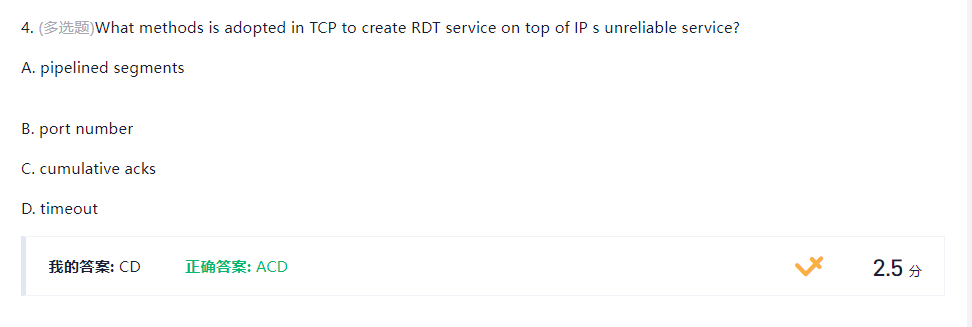 4. (多选题)What methods is adopted in TCP to create RDT service on top of IP s unreliable service?
A. pipelined segments
B. port number
C. cumulative acks
D. timeout
我的答案: CD 正确答案: ACD 2.5 分